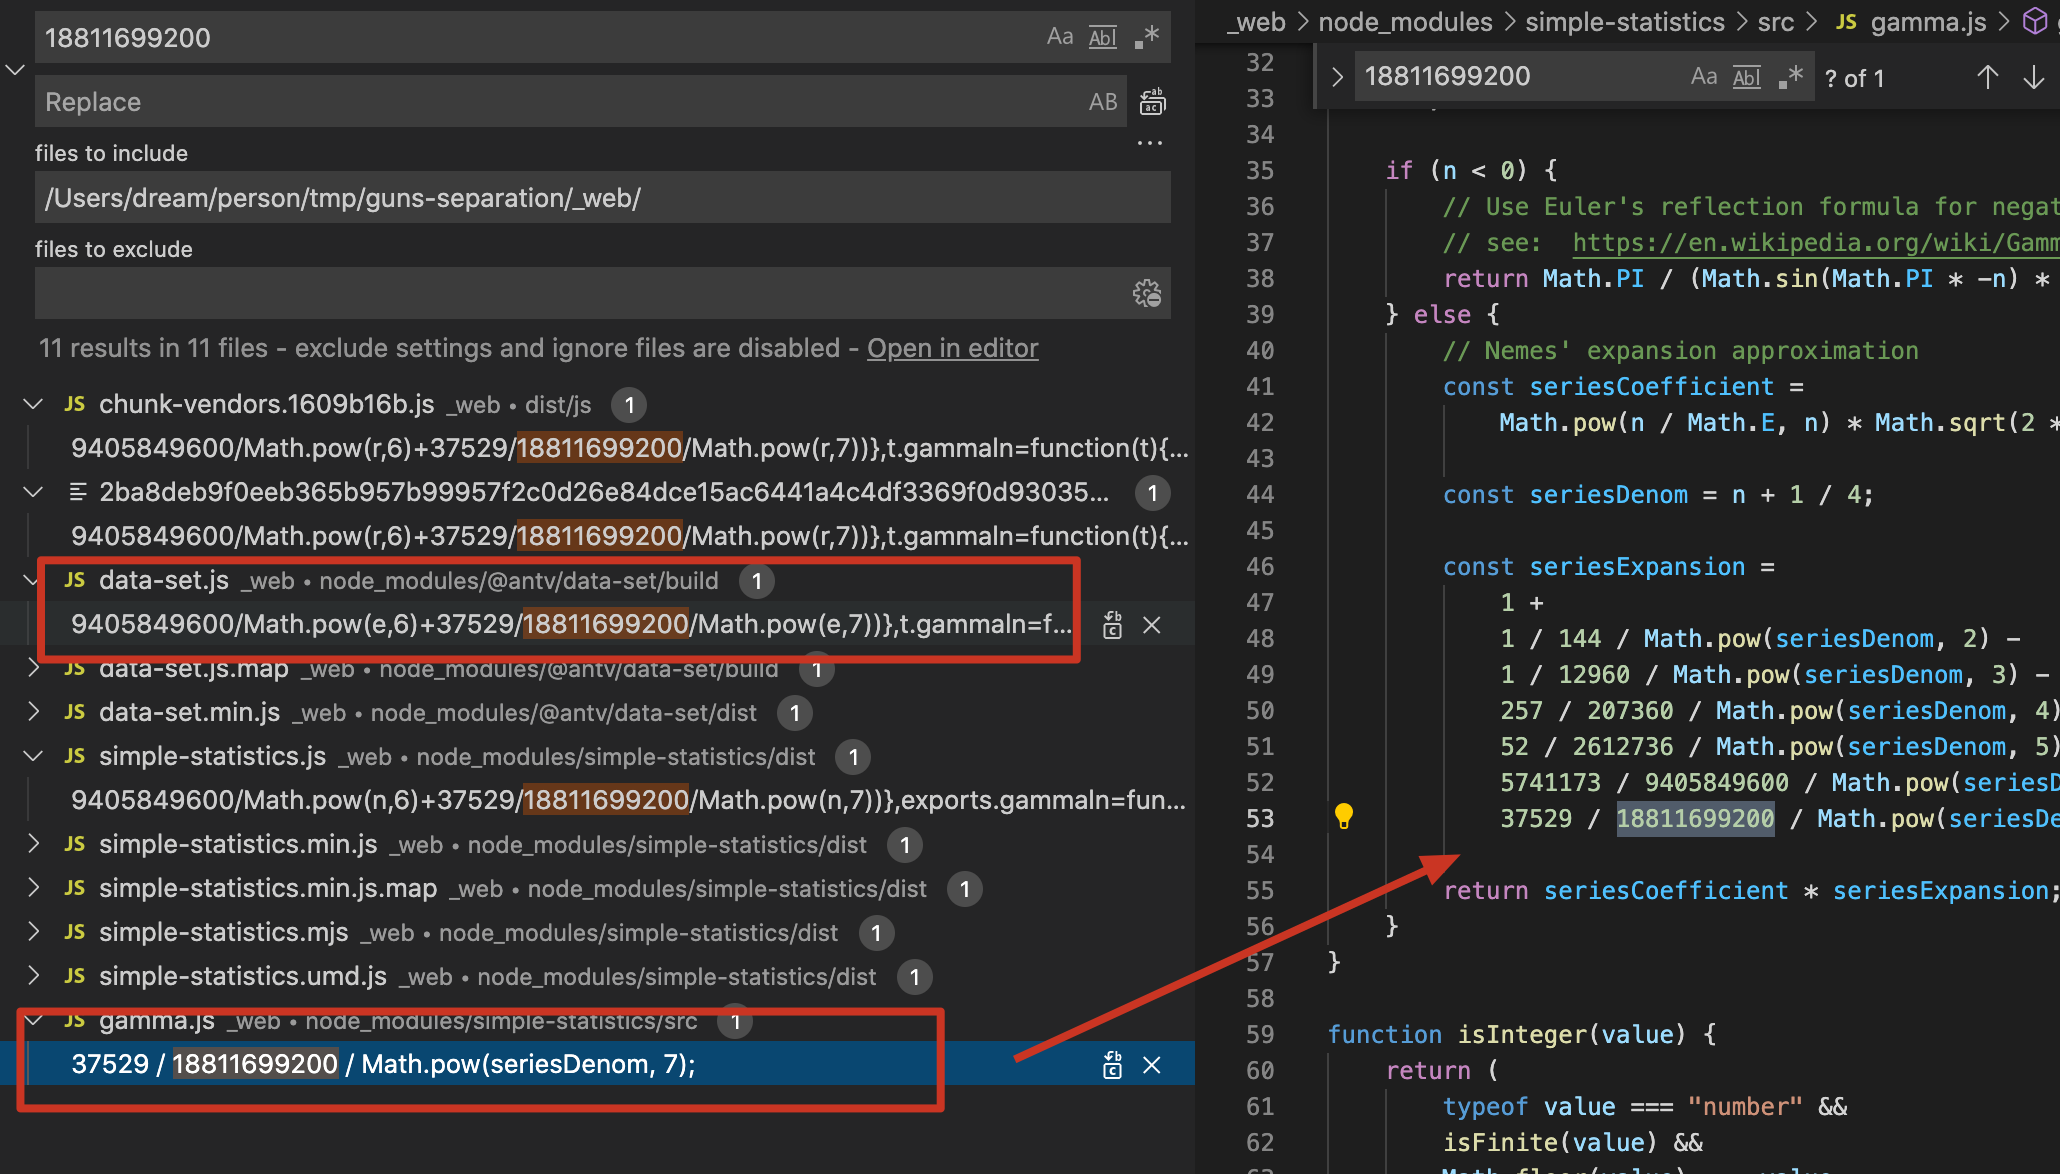 18811699200
Aa Abl .*
Replace
AB
files to include
/Users/dream/person/tmp/guns-separation/_web/
files to exclude
11 results in 11 files - exclude settings and ignore files are disabled - Open in editor
JS chunk-vendors.1609b16b.js _web • dist/js 1
9405849600/Math.pow(r,6)+37529/18811699200/Math.pow(r,7))},t.gammaln=function(t){...
2ba8deb9f0eeb365b957b99957f2c0d26e84dce15ac6441a4c4df3369f0d93035... 1
9405849600/Math.pow(r,6)+37529/18811699200/Math.pow(r,7))},t.gammaln=function(t){...
JS data-set.js _web • node_modules/@antv/data-set/build 1
9405849600/Math.pow(e,6)+37529/18811699200/Math.pow(e,7))},t.gammaln=f...
JS data-set.js.map _web • node_modules/@antv/data-set/build 1
JS data-set.min.js _web • node_modules/@antv/data-set/dist 1
JS simple-statistics.js _web • node_modules/simple-statistics/dist 1
9405849600/Math.pow(n,6)+37529/18811699200/Math.pow(n,7))},exports.gammaln=fun...
JS simple-statistics.min.js _web • node_modules/simple-statistics/dist 1
JS simple-statistics.min.js.map _web • node_modules/simple-statistics/dist 1
JS simple-statistics.mjs _web • node_modules/simple-statistics/dist 1
JS simple-statistics.umd.js _web • node_modules/simple-statistics/dist 1
JS gamma.js _web • node_modules/simple-statistics/src 1
37529 / 18811699200 / Math.pow(seriesDenom, 7);
_web > node_modules > simple-statistics > src > JS gamma.js >
18811699200 Aa Abl .* ? of 1
32
33
34
35 if (n < 0) {
36 // Use Euler's reflection formula for negat
37 // see: https://en.wikipedia.org/wiki/Gamm
38 return Math.PI / (Math.sin(Math.PI * -n) *
39 } else {
40 // Nemes' expansion approximation
41 const seriesCoefficient =
42 Math.pow(n / Math.E, n) * Math.sqrt(2 *
43
44 const seriesDenom = n + 1 / 4;
45
46 const seriesExpansion =
47 1 +
48 1 / 144 / Math.pow(seriesDenom, 2) -
49 1 / 12960 / Math.pow(seriesDenom, 3) -
50 257 / 207360 / Math.pow(seriesDenom, 4)
51 52 / 2612736 / Math.pow(seriesDenom, 5)
52 5741173 / 9405849600 / Math.pow(seriesD
53 37529 / 18811699200 / Math.pow(seriesDe
54
55 return seriesCoefficient * seriesExpansion;
56 }
57 }
58
59 function isInteger(value) {
60 return (
61 typeof value === "number" &&
62 isFinite(value) &&